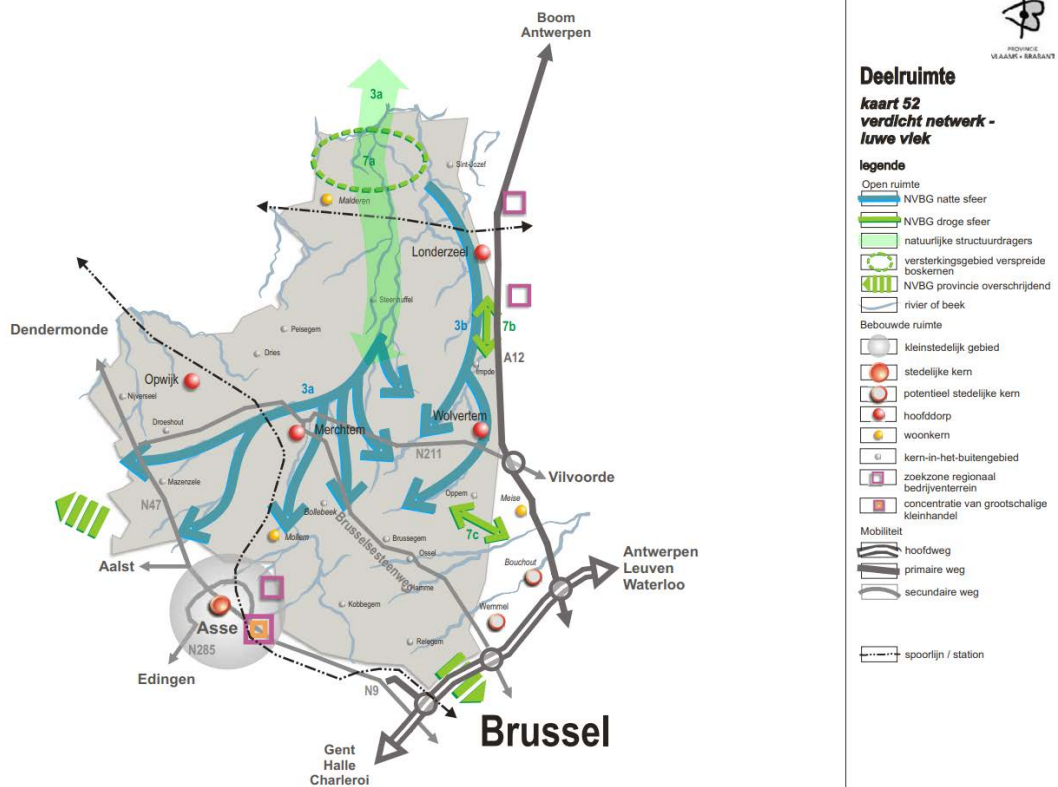 Boom
Antwerpen
3a
7a
Sint-Jozef
Malderen
Londerzeel
Steenhuffel
Dendermonde
Peisegem
3b
7b
Dries
A12
Impde
Opwijk
3a
Nijverseel
Droeshout
Merchtem
Wolvertem
N211
Vilvoorde
Mazenzele
Oppem
Meise
N47
Bollebeek
Brusselsesteenweg
7c
Mollem
Brussegem
Ossel
Aalst
Bouchout
Antwerpen
Leuven
Waterloo
Hamme
Kobbegem
Wemmel
Asse
Relegem
N285
Edingen
N9
Brussel
Gent
Halle
Charleroi
PROVINCIE
VLAAMS • BRABANT
Deelruimte
kaart 52
verdicht netwerk -
luwe vlek
legende
Open ruimte
NVBG natte sfeer
NVBG droge sfeer
natuurlijke structuurdragers
versterkingsgebied verspreide
boskernen
NVBG provincie overschrijdend
rivier of beek
Bebouwde ruimte
kleinstedelijk gebied
stedelijke kern
potentieel stedelijke kern
hoofddorp
woonkern
kern-in-het-buitengebied
zoekzone regionaal
bedrijventerrein
concentratie van grootschalige
kleinhandel
Mobiliteit
hoofdweg
primaire weg
secundaire weg
spoorlijn / station